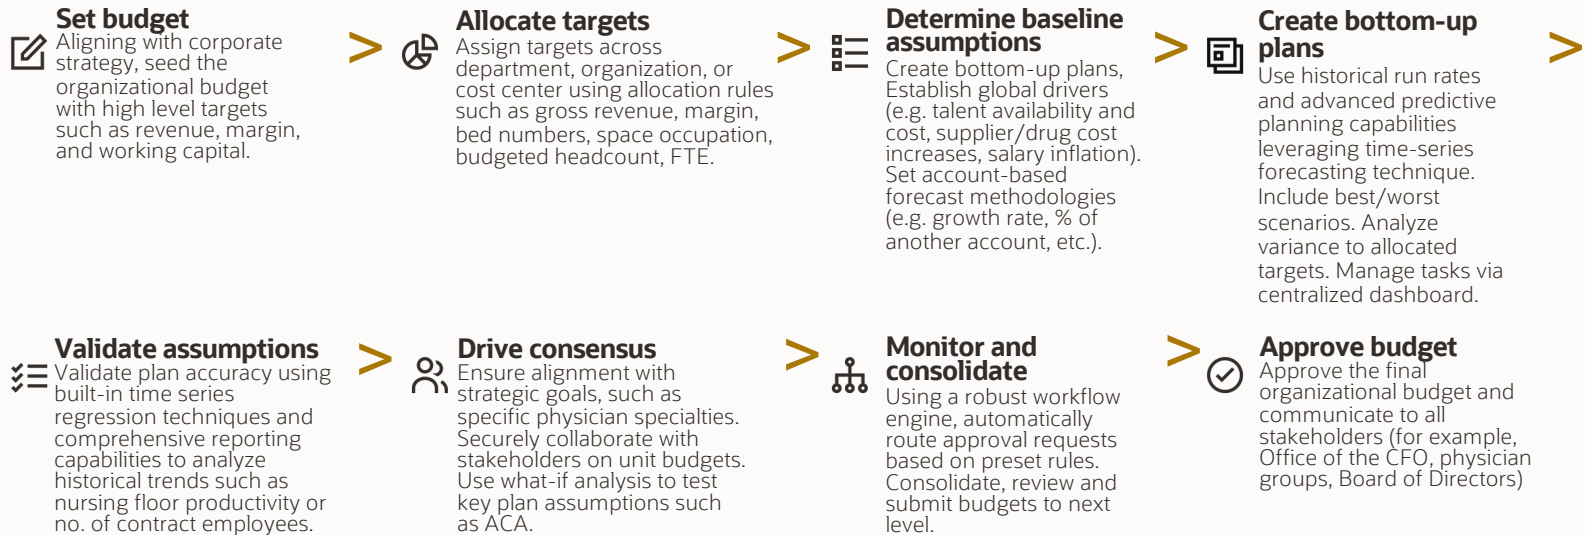 Set budget
Aligning with corporate
strategy, seed the
organizational budget
with high level targets
such as revenue, margin,
and working capital.
>
Allocate targets
Assign targets across
department, organization, or
cost center using allocation rules
such as gross revenue, margin,
bed numbers, space occupation,
budgeted headcount, FTE.
>
Determine baseline
assumptions
Create bottom-up plans,
Establish global drivers
(e.g. talent availability and
cost, supplier/drug cost
increases, salary inflation).
Set account-based
forecast methodologies
(e.g. growth rate, % of
another account, etc.).
>
Create bottom-up
plans
Use historical run rates
and advanced predictive
planning capabilities
leveraging time-series
forecasting technique.
Include best/worst
scenarios. Analyze
variance to allocated
targets. Manage tasks via
centralized dashboard.
>
Validate assumptions
Validate plan accuracy using
built-in time series
regression techniques and
comprehensive reporting
capabilities to analyze
historical trends such as
nursing floor productivity or
no. of contract employees.
>
Drive consensus
Ensure alignment with
strategic goals, such as
specific physician specialties.
Securely collaborate with
stakeholders on unit budgets.
Use what-if analysis to test
key plan assumptions such
as ACA.
>
Monitor and
consolidate
Using a robust workflow
engine, automatically
route approval requests
based on preset rules.
Consolidate, review and
submit budgets to next
level.
>
Approve budget
Approve the final
organizational budget and
communicate to all
stakeholders (for example,
Office of the CFO, physician
groups, Board of Directors)